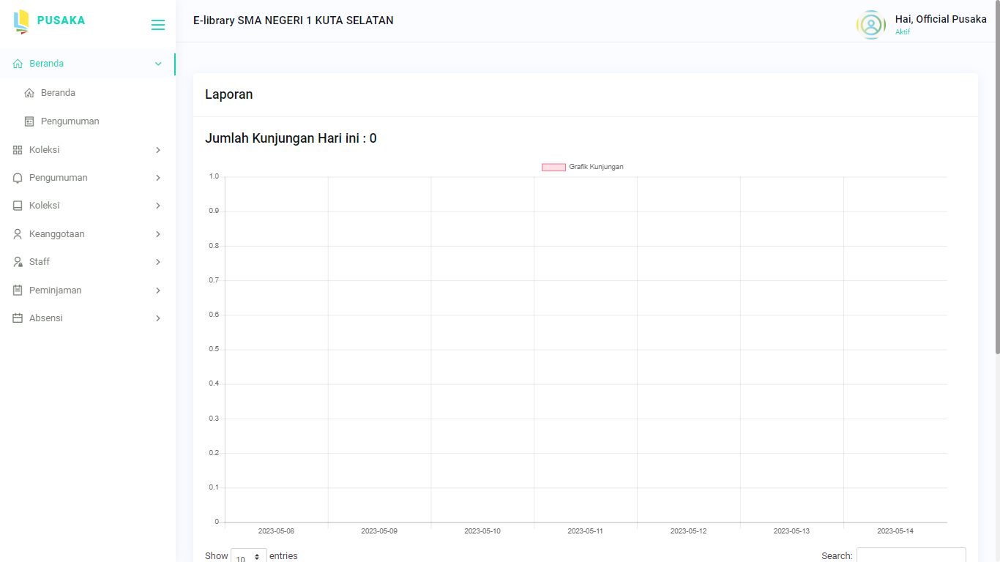 PUSAKA
E-library SMA NEGERI 1 KUTA SELATAN
Hai, Official Pusaka
Aktif
Beranda
Beranda
Pengumuman
Koleksi
Pengumuman
Koleksi
Keanggotaan
Staff
Peminjaman
Absensi
Laporan
Jumlah Kunjungan Hari ini : 0
Grafik Kunjungan
1.0
0.9
0.8
0.7
0.6
0.5
0.4
0.3
0.2
0.1
0
2023-05-08 2023-05-09 2023-05-10 2023-05-11 2023-05-12 2023-05-13 2023-05-14
Show 10 entries Search: